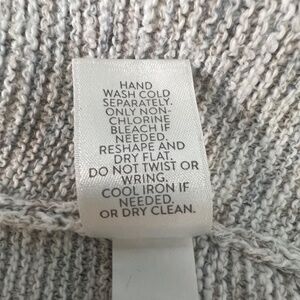 HAND
WASH COLD
SEPARATELY.
ONLY NON-
CHLORINE
BLEACH IF
NEEDED.
RESHAPE AND
DRY FLAT.
DO NOT TWIST OR
WRING.
COOL IRON IF
NEEDED.
OR DRY CLEAN.